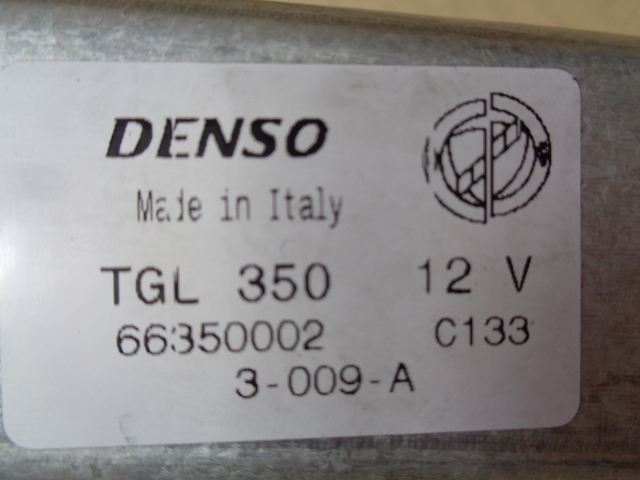 DENSO
Made in Italy
TGL 350 12 V
66350002 C133
3-009-A